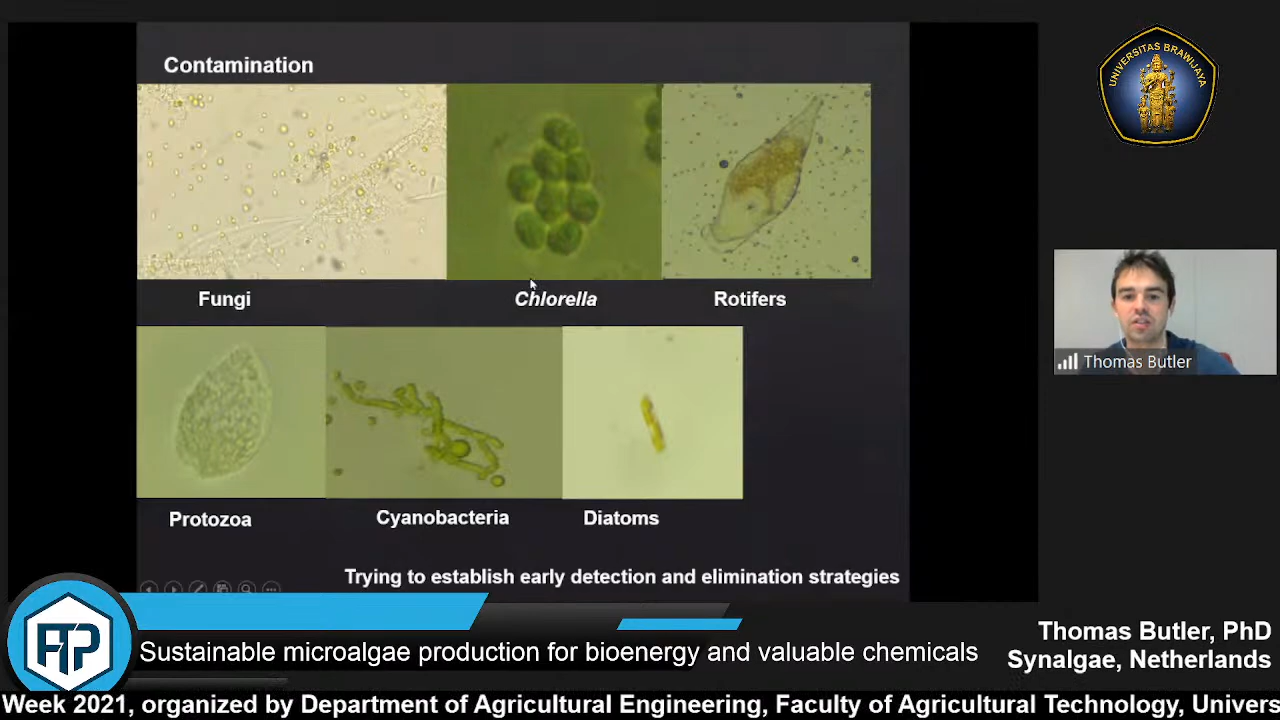 Contamination
UNIVERSITAS BRAWIJAYA
Fungi
Chlorella
Rotifers
Thomas Butler
Protozoa
Cyanobacteria
Diatoms
Trying to establish early detection and elimination strategies
ATP
Sustainable microalgae production for bioenergy and valuable chemicals
Thomas Butler, PhD
Synalgae, Netherlands
Week 2021, organized by Department of Agricultural Engineering, Faculty of Agricultural Technology, Univers